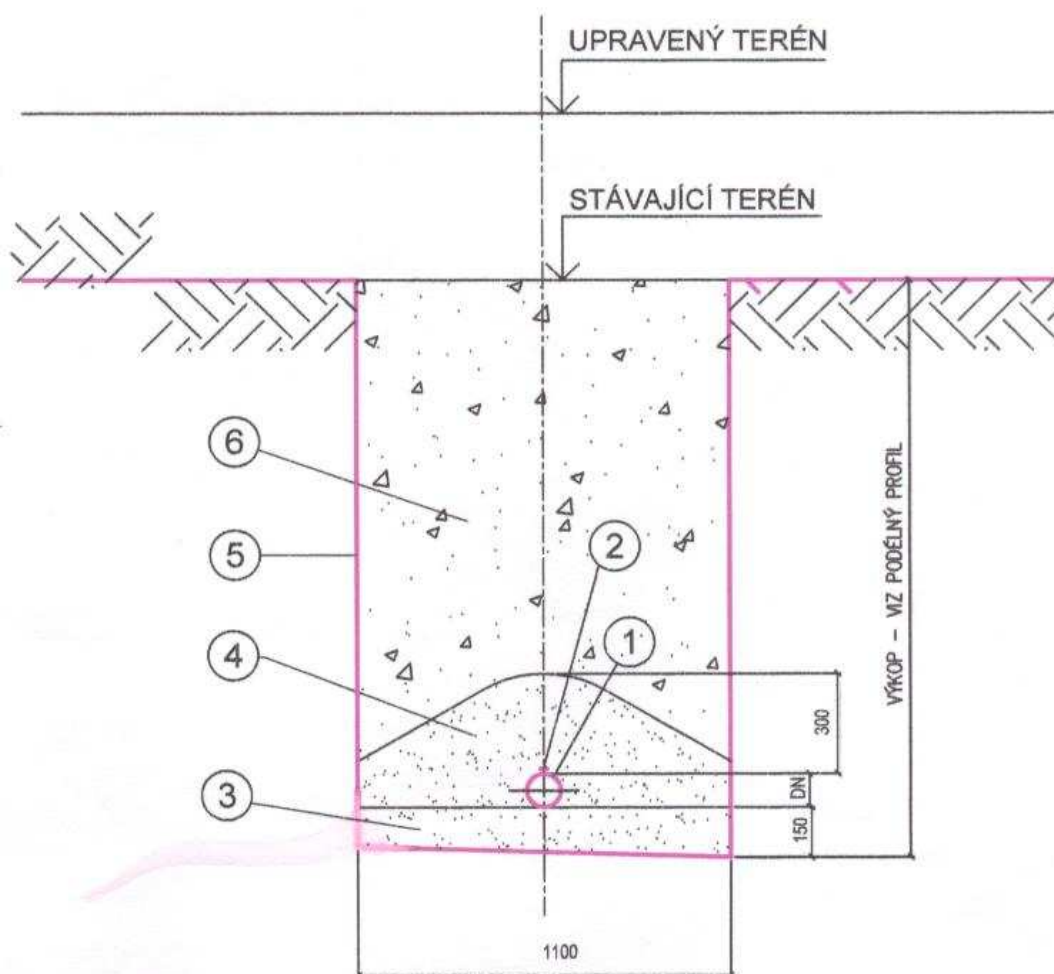 UPRAVENÝ TERÉN
STÁVAJÍCÍ TERÉN
6
5
2
1
4
3
VÝKOP – VIZ PODÉLNÝ PROFIL
300
DN
150
1100